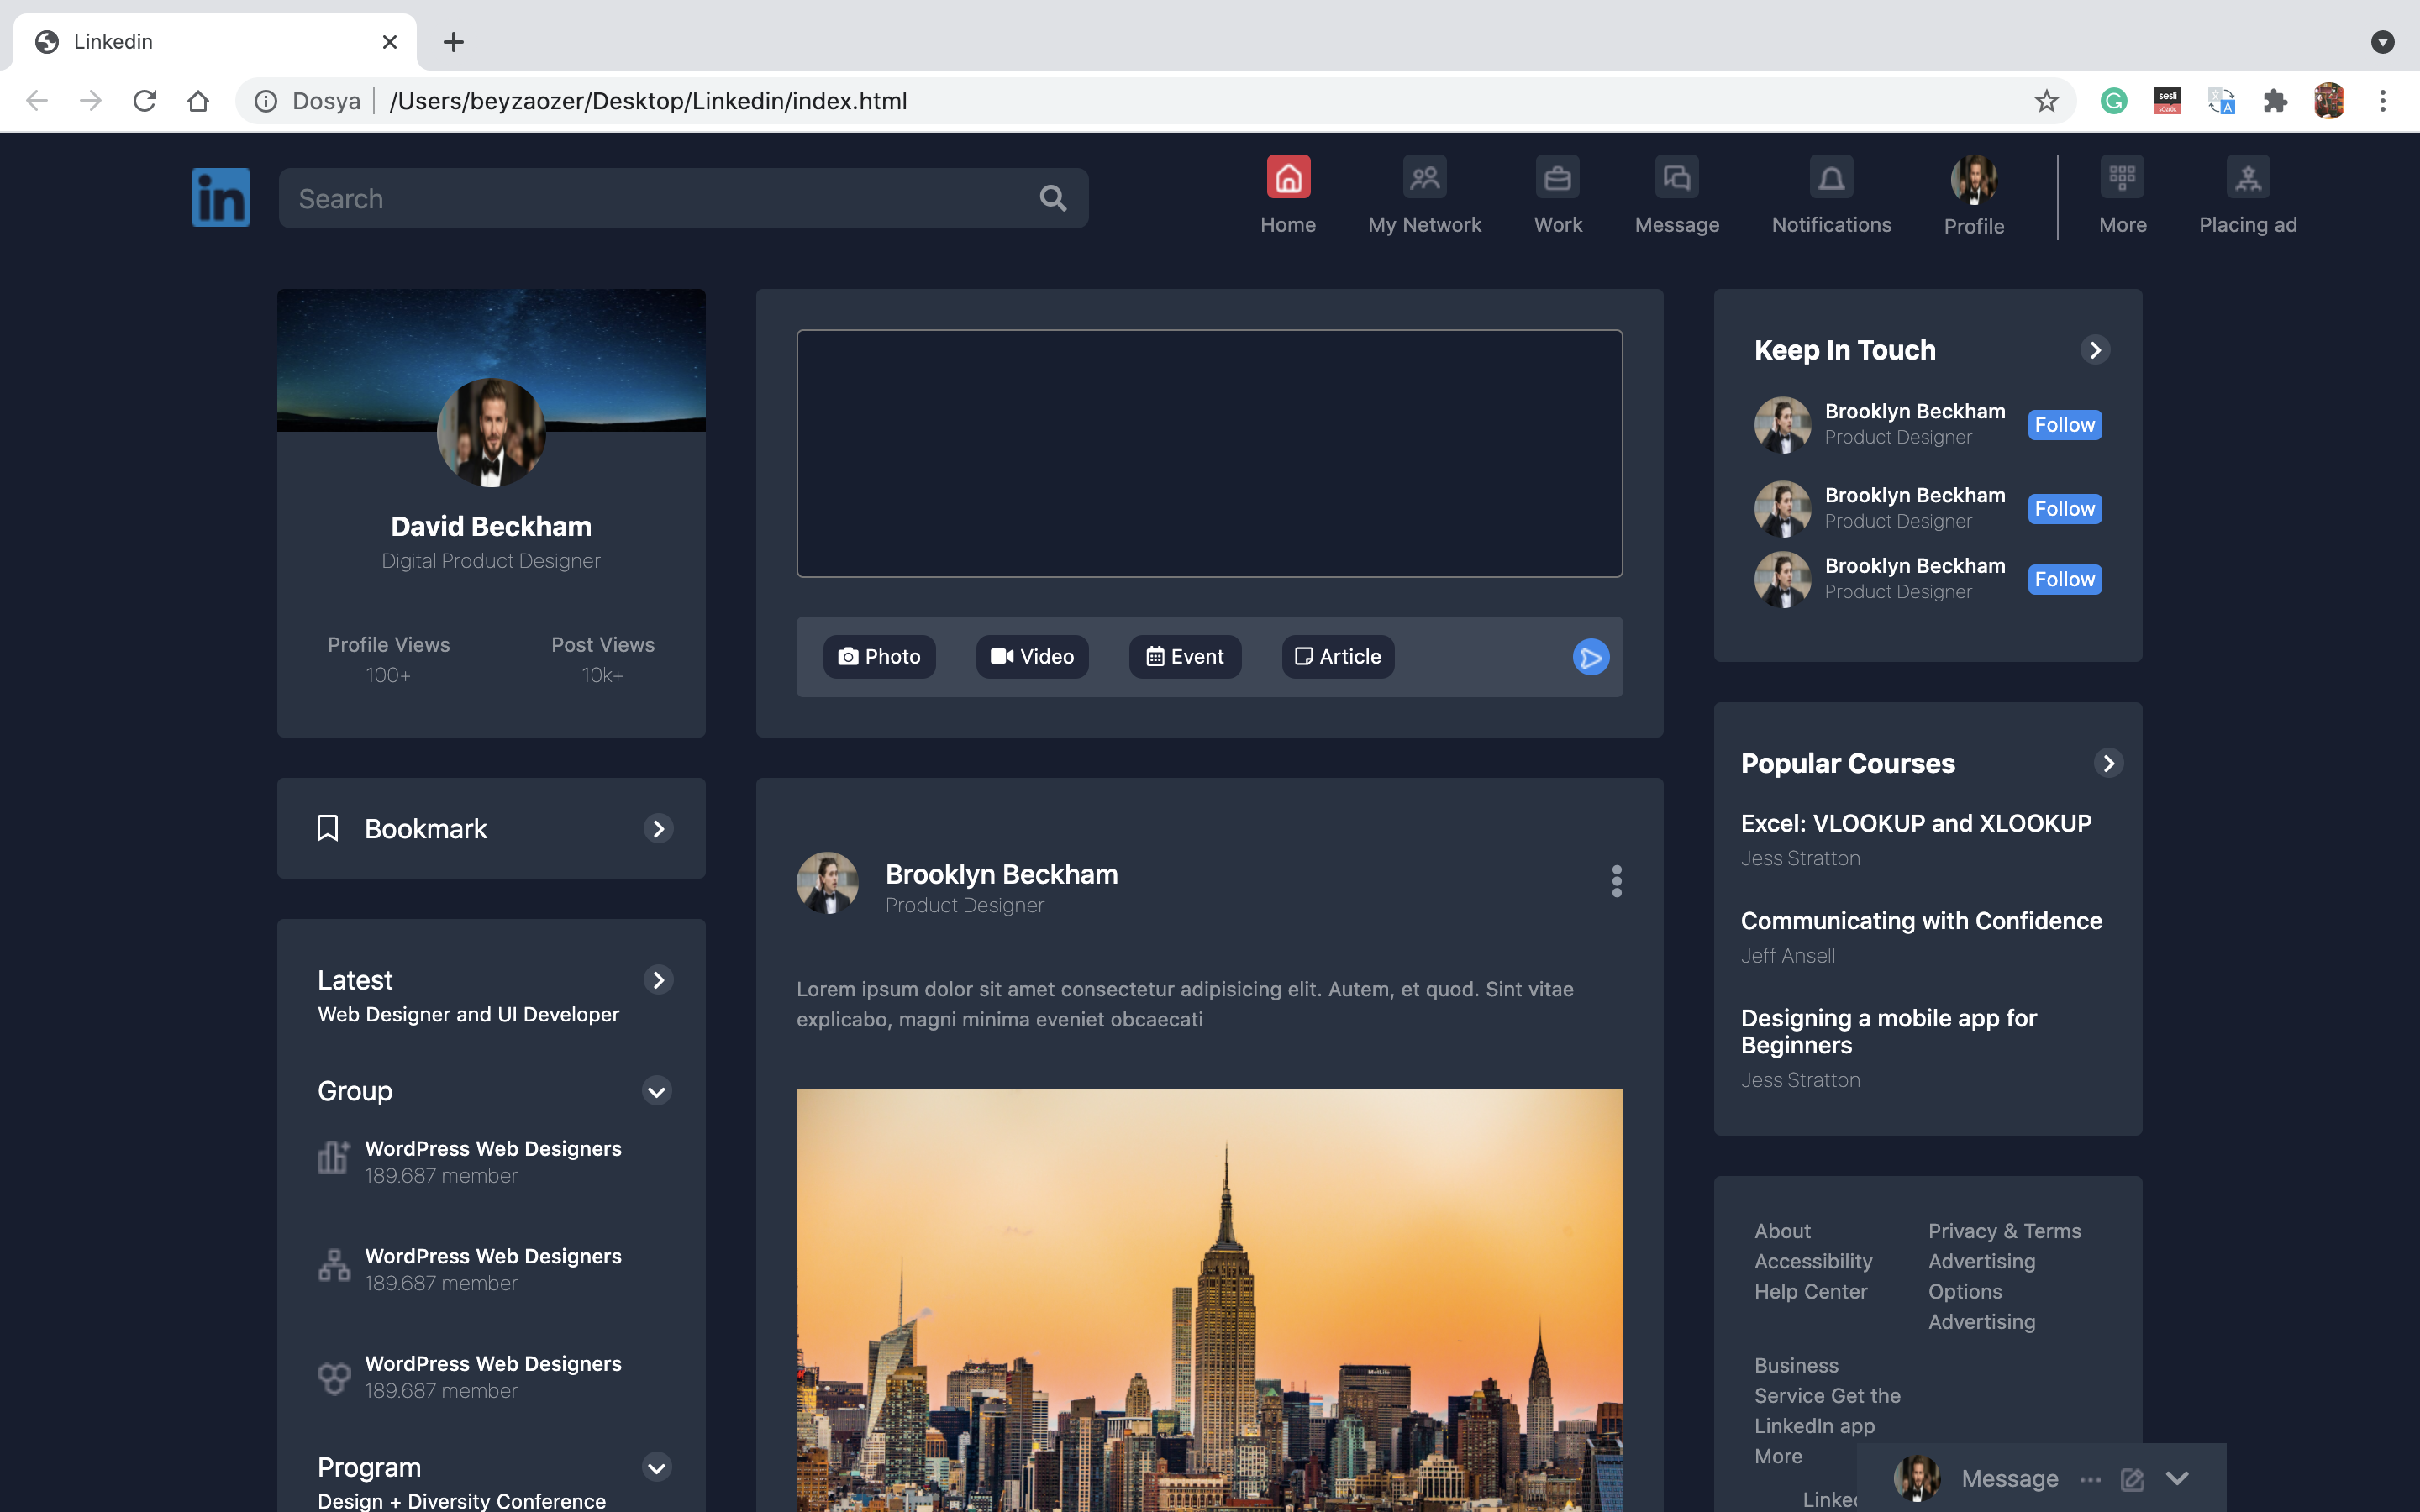 Linkedin
Dosya
/Users/beyzaozer/Desktop/Linkedin/index.html
sesli
in
Search
Home
My Network
Work
Message
Notifications
Profile
More
Placing ad
David Beckham
Digital Product Designer
Profile Views
100+
Post Views
10k+
Bookmark
Latest
Web Designer and UI Developer
Group
WordPress Web Designers
189.687 member
WordPress Web Designers
189.687 member
WordPress Web Designers
189.687 member
Program
Design + Diversity Conference
Photo
Video
Event
Article
Brooklyn Beckham
Product Designer
Lorem ipsum dolor sit amet consectetur adipisicing elit. Autem, et quod. Sint vitae
explicabo, magni minima eveniet obcaecati
MetLife
Keep In Touch
Brooklyn Beckham
Product Designer
Follow
Brooklyn Beckham
Product Designer
Follow
Brooklyn Beckham
Product Designer
Follow
Popular Courses
Excel: VLOOKUP and XLOOKUP
Jess Stratton
Communicating with Confidence
Jeff Ansell
Designing a mobile app for
Beginners
Jess Stratton
About
Accessibility
Help Center
Privacy & Terms
Advertising
Options
Advertising
Business
Service Get the
LinkedIn app
More
Message